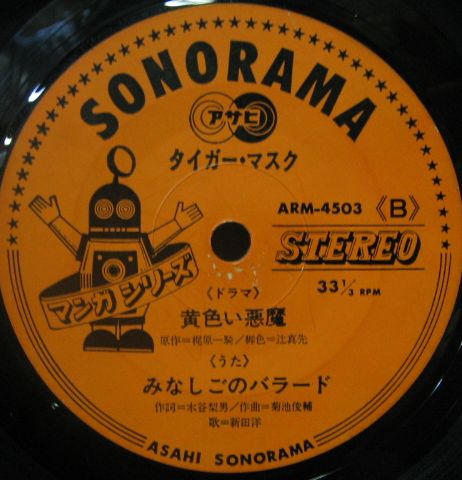 SONORAMA
アサヒ
タイガー・マスク
ARM-4503 《B》
STEREO
33 1/3 RPM
マンガシリーズ
〈ドラマ〉
黄色い悪魔
原作=梶原一騎/脚色=辻真先
〈うた〉
みなしごのバラード
作詞=木谷梨男/作曲=菊池俊輔
歌=新田洋
ASAHI SONORAMA